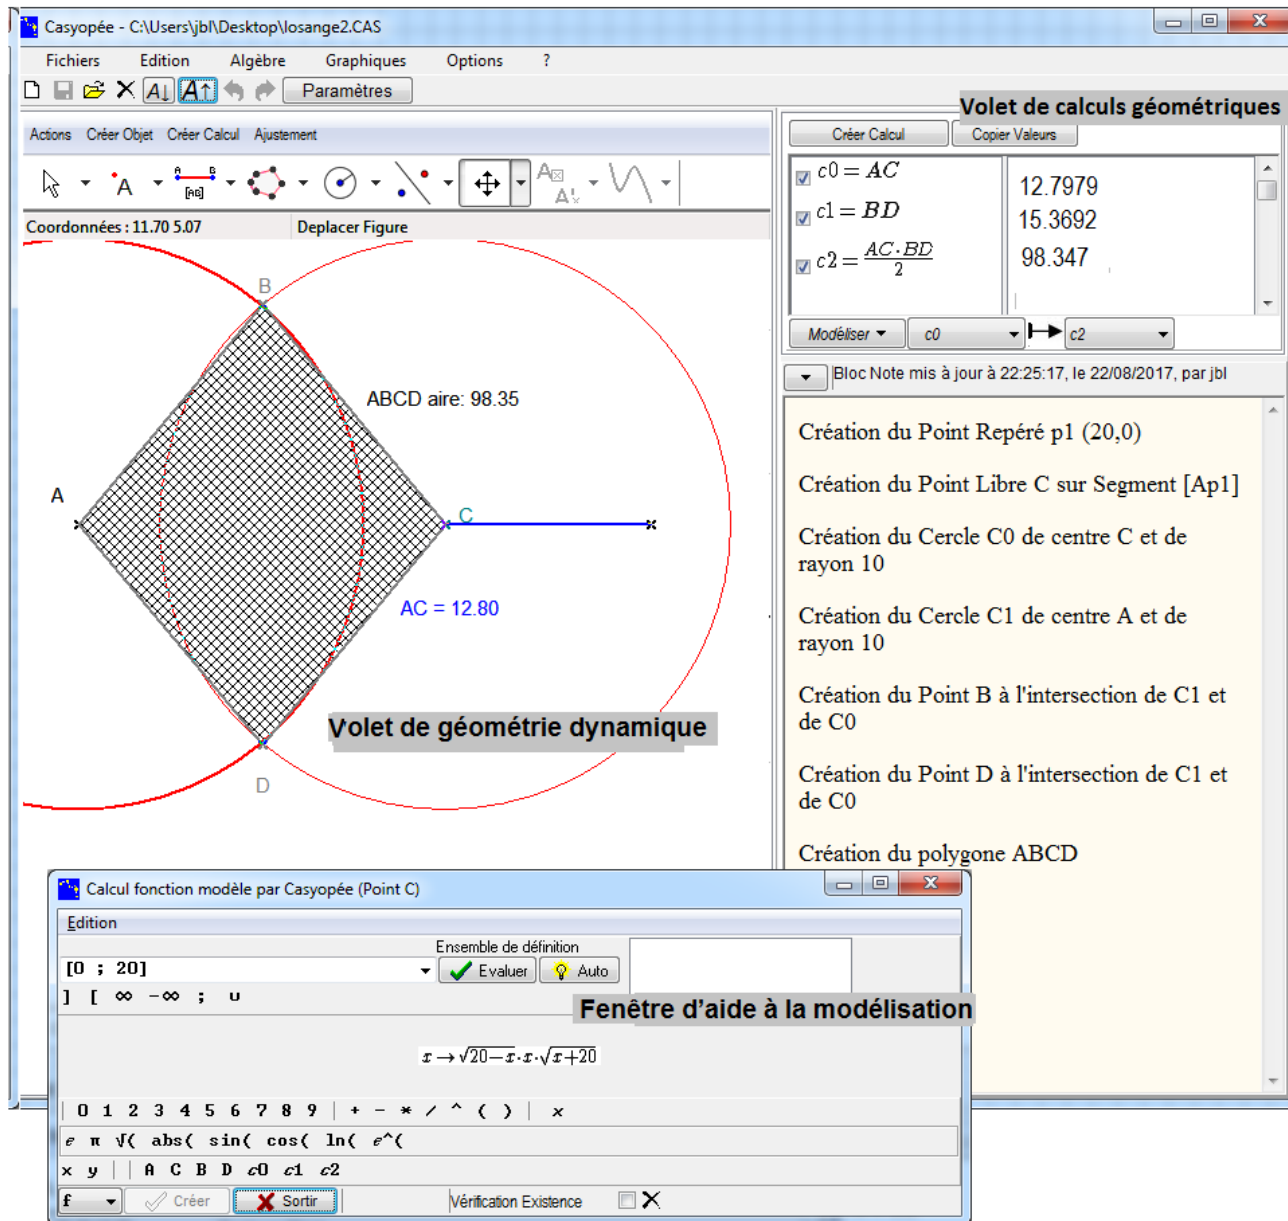 Casyopée - C:\Users\jbl\Desktop\losange2.CAS
Fichiers Edition Algèbre Graphiques Options ?
A↓ A↑ Paramètres
Volet de calculs géométriques
Actions Créer Objet Créer Calcul Ajustement
Créer Calcul Copier Valeurs
A A B [AB]
Coordonnées : 11.70 5.07 Deplacer Figure
c0 = AC 12.7979
c1 = BD 15.3692
c2 = AC·BD/2 98.347
Modéliser c0 ↦ c2
Bloc Note mis à jour à 22:25:17, le 22/08/2017, par jbl
B
ABCD aire: 98.35
A
C
AC = 12.80
Volet de géométrie dynamique
D
Création du Point Repéré p1 (20,0)
Création du Point Libre C sur Segment [Ap1]
Création du Cercle C0 de centre C et de
rayon 10
Création du Cercle C1 de centre A et de
rayon 10
Création du Point B à l'intersection de C1 et
de C0
Création du Point D à l'intersection de C1 et
de C0
Création du polygone ABCD
Calcul fonction modèle par Casyopée (Point C)
Edition
Ensemble de définition
[0 ; 20] Evaluer Auto
] [ ∞ -∞ ; ∪
Fenêtre d'aide à la modélisation
x→√20-x·x·√x+20
0 1 2 3 4 5 6 7 8 9 | + - * / ^ ( ) | x
e π √( abs( sin( cos( ln( e^(
x y | | A C B D c0 c1 c2
f Créer Sortir Vérification Existence